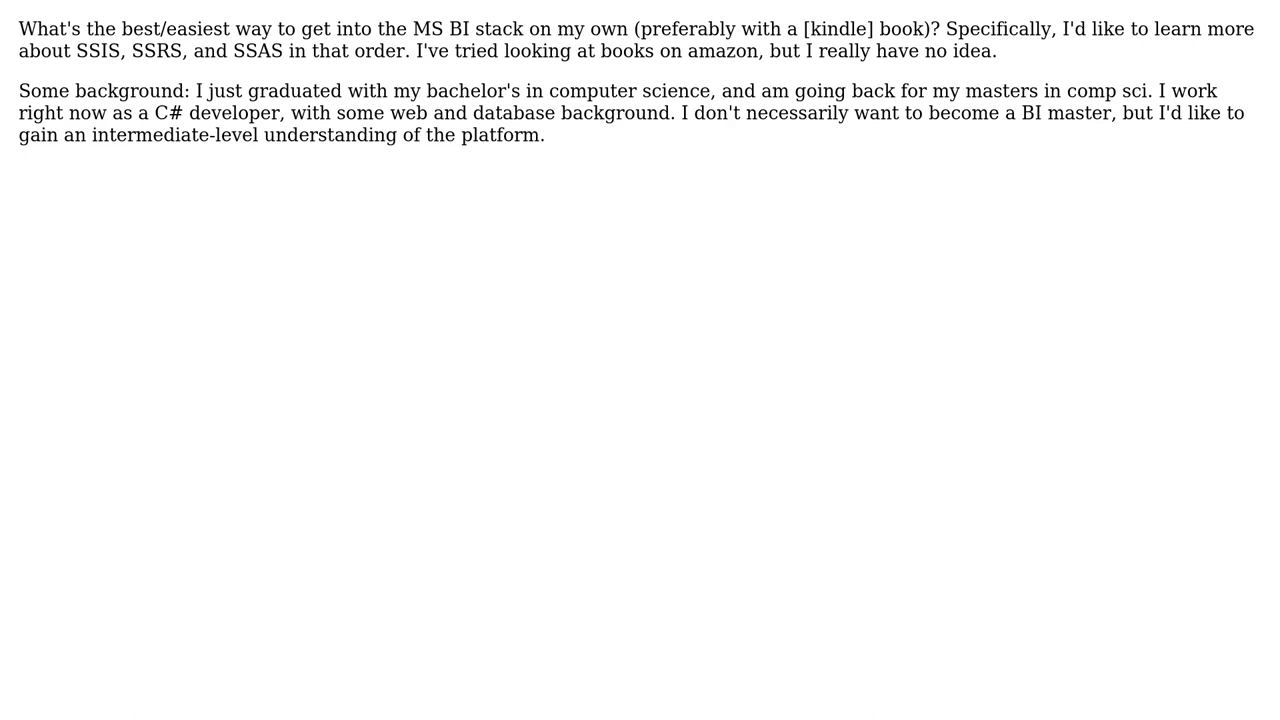 What's the best/easiest way to get into the MS BI stack on my own (preferably with a [kindle] book)? Specifically, I'd like to learn more
about SSIS, SSRS, and SSAS in that order. I've tried looking at books on amazon, but I really have no idea.
Some background: I just graduated with my bachelor's in computer science, and am going back for my masters in comp sci. I work
right now as a C# developer, with some web and database background. I don't necessarily want to become a BI master, but I'd like to
gain an intermediate-level understanding of the platform.